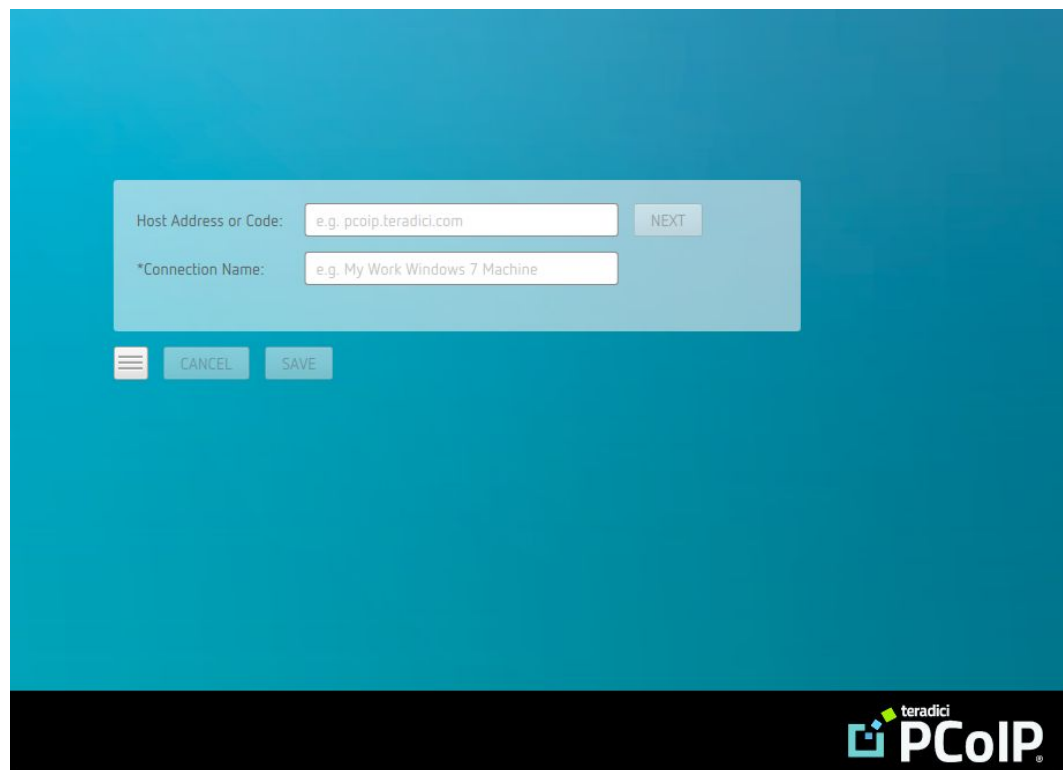 Host Address or Code: e.g. pcoip.teradici.com NEXT
*Connection Name: e.g. My Work Windows 7 Machine
CANCEL SAVE
teradici
PCoIP®